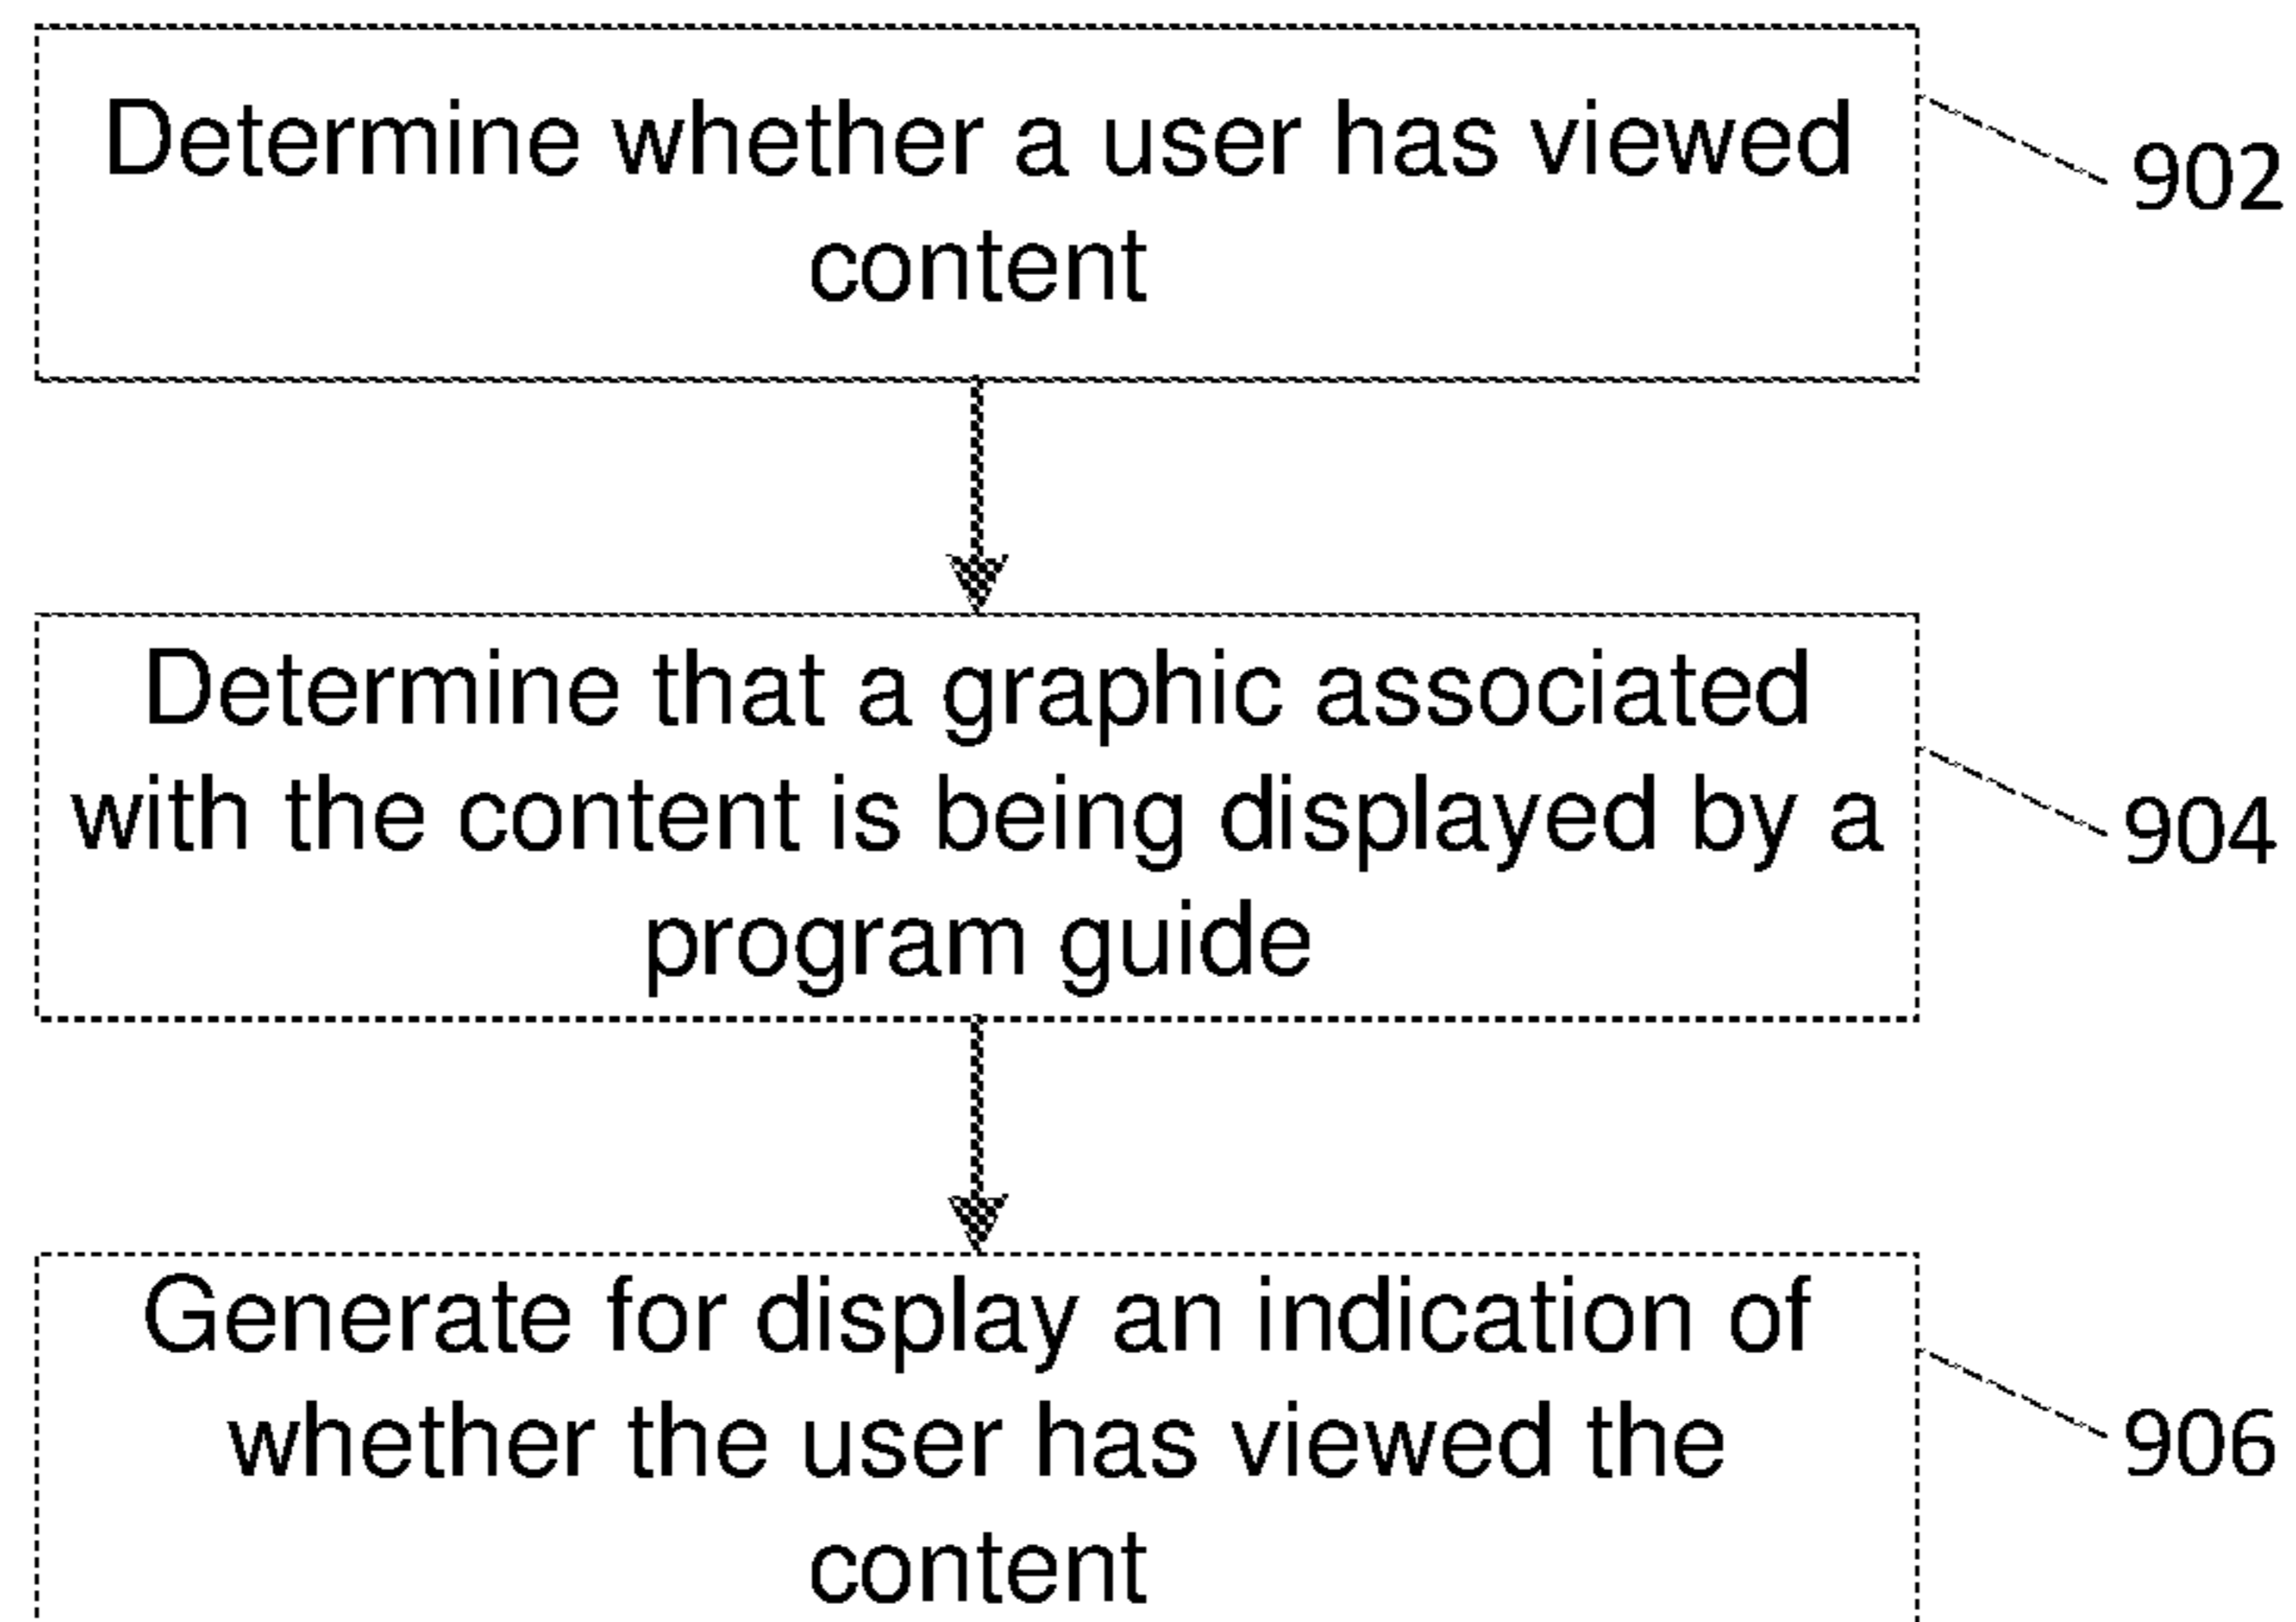 Determine whether a user has viewed
content
902
Determine that a graphic associated
with the content is being displayed by a
program guide
904
Generate for display an indication of
whether the user has viewed the
content
906